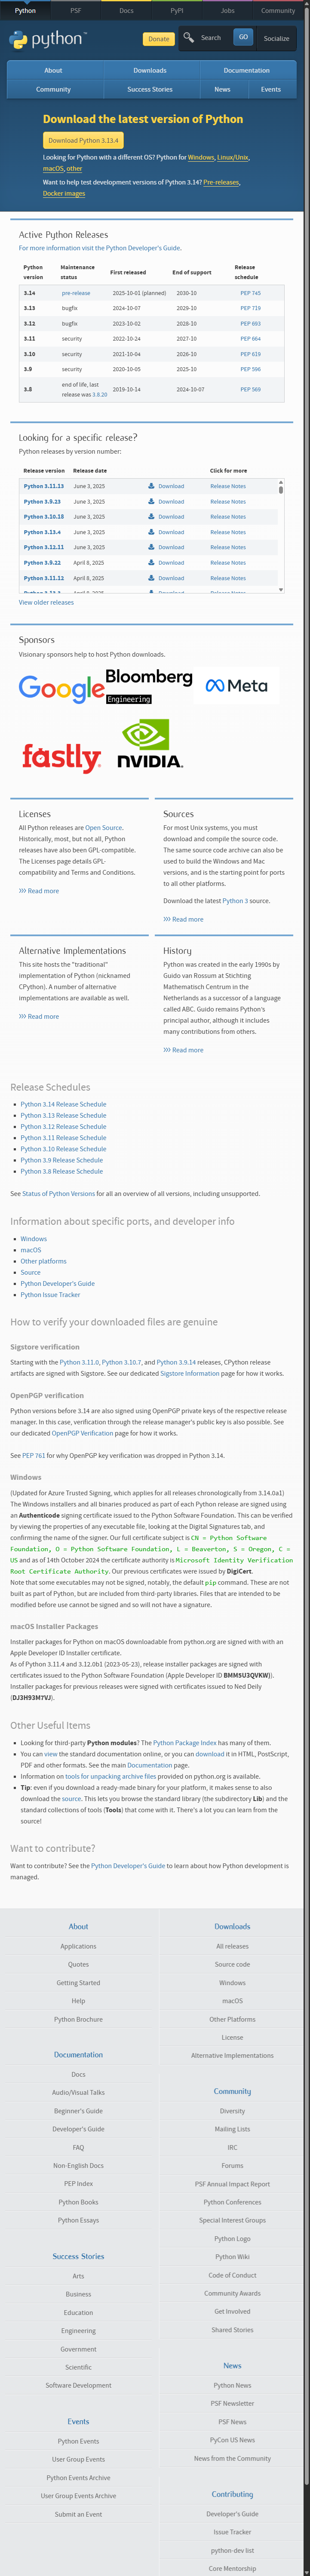 Python
PSF
Docs
PyPI
Jobs
Community
python™
Donate
Search
GO
Socialize
About
Downloads
Documentation
Community
Success Stories
News
Events
Download the latest version of Python
Download Python 3.13.4
Looking for Python with a different OS? Python for Windows, Linux/Unix,
macOS, other
Want to help test development versions of Python 3.14? Pre-releases,
Docker images
Active Python Releases
For more information visit the Python Developer's Guide.
Python version Maintenance status First released End of support Release schedule
3.14 pre-release 2025-10-01 (planned) 2030-10 PEP 745
3.13 bugfix 2024-10-07 2029-10 PEP 719
3.12 bugfix 2023-10-02 2028-10 PEP 693
3.11 security 2022-10-24 2027-10 PEP 664
3.10 security 2021-10-04 2026-10 PEP 619
3.9 security 2020-10-05 2025-10 PEP 596
3.8 end of life, last release was 3.8.20 2019-10-14 2024-10-07 PEP 569
Looking for a specific release?
Python releases by version number:
Release version Release date Click for more
Python 3.11.13 June 3, 2025 Download Release Notes
Python 3.9.23 June 3, 2025 Download Release Notes
Python 3.10.18 June 3, 2025 Download Release Notes
Python 3.13.4 June 3, 2025 Download Release Notes
Python 3.12.11 June 3, 2025 Download Release Notes
Python 3.9.22 April 8, 2025 Download Release Notes
Python 3.11.12 April 8, 2025 Download Release Notes
View older releases
Sponsors
Visionary sponsors help to host Python downloads.
Google
Bloomberg
Engineering
Meta
fastly
NVIDIA
Licenses
All Python releases are Open Source.
Historically, most, but not all, Python
releases have also been GPL-compatible.
The Licenses page details GPL-
compatibility and Terms and Conditions.
Read more
Sources
For most Unix systems, you must
download and compile the source code.
The same source code archive can also be
used to build the Windows and Mac
versions, and is the starting point for ports
to all other platforms.
Download the latest Python 3 source.
Read more
Alternative Implementations
This site hosts the "traditional"
implementation of Python (nicknamed
CPython). A number of alternative
implementations are available as well.
Read more
History
Python was created in the early 1990s by
Guido van Rossum at Stichting
Mathematisch Centrum in the
Netherlands as a successor of a language
called ABC. Guido remains Python's
principal author, although it includes
many contributions from others.
Read more
Release Schedules
Python 3.14 Release Schedule
Python 3.13 Release Schedule
Python 3.12 Release Schedule
Python 3.11 Release Schedule
Python 3.10 Release Schedule
Python 3.9 Release Schedule
Python 3.8 Release Schedule
See Status of Python Versions for all an overview of all versions, including unsupported.
Information about specific ports, and developer info
Windows
macOS
Other platforms
Source
Python Developer's Guide
Python Issue Tracker
How to verify your downloaded files are genuine
Sigstore verification
Starting with the Python 3.11.0, Python 3.10.7, and Python 3.9.14 releases, CPython release
artifacts are signed with Sigstore. See our dedicated Sigstore Information page for how it works.
OpenPGP verification
Python versions before 3.14 are also signed using OpenPGP private keys of the respective release
manager. In this case, verification through the release manager's public key is also possible. See
our dedicated OpenPGP Verification page for how it works.
See PEP 761 for why OpenPGP key verification was dropped in Python 3.14.
Windows
(Updated for Azure Trusted Signing, which applies for all releases chronologically from 3.14.0a1)
The Windows installers and all binaries produced as part of each Python release are signed using
an Authenticode signing certificate issued to the Python Software Foundation. This can be verified
by viewing the properties of any executable file, looking at the Digital Signatures tab, and
confirming the name of the signer. Our full certificate subject is CN = Python Software
Foundation, O = Python Software Foundation, L = Beaverton, S = Oregon, C =
US and as of 14th October 2024 the certificate authority is Microsoft Identity Verification
Root Certificate Authority. Our previous certificates were issued by DigiCert.
Note that some executables may not be signed, notably, the default pip command. These are not
built as part of Python, but are included from third-party libraries. Files that are intended to be
modified before use cannot be signed and so will not have a signature.
macOS Installer Packages
Installer packages for Python on macOS downloadable from python.org are signed with with an
Apple Developer ID Installer certificate.
As of Python 3.11.4 and 3.12.0b1 (2023-05-23), release installer packages are signed with
certificates issued to the Python Software Foundation (Apple Developer ID BMM5U3QVKW)).
Installer packages for previous releases were signed with certificates issued to Ned Deily
(DJ3H93M7VJ).
Other Useful Items
Looking for third-party Python modules? The Python Package Index has many of them.
You can view the standard documentation online, or you can download it in HTML, PostScript,
PDF and other formats. See the main Documentation page.
Information on tools for unpacking archive files provided on python.org is available.
Tip: even if you download a ready-made binary for your platform, it makes sense to also
download the source. This lets you browse the standard library (the subdirectory Lib) and the
standard collections of tools (Tools) that come with it. There's a lot you can learn from the
source!
Want to contribute?
Want to contribute? See the Python Developer's Guide to learn about how Python development is
managed.
About
Applications
Quotes
Getting Started
Help
Python Brochure
Downloads
All releases
Source code
Windows
macOS
Other Platforms
License
Alternative Implementations
Documentation
Docs
Audio/Visual Talks
Beginner's Guide
Developer's Guide
FAQ
Non-English Docs
PEP Index
Python Books
Python Essays
Community
Diversity
Mailing Lists
IRC
Forums
PSF Annual Impact Report
Python Conferences
Special Interest Groups
Python Logo
Python Wiki
Code of Conduct
Community Awards
Get Involved
Shared Stories
Success Stories
Arts
Business
Education
Engineering
Government
Scientific
Software Development
News
Python News
PSF Newsletter
PSF News
PyCon US News
News from the Community
Events
Python Events
User Group Events
Python Events Archive
User Group Events Archive
Submit an Event
Contributing
Developer's Guide
Issue Tracker
python-dev list
Core Mentorship